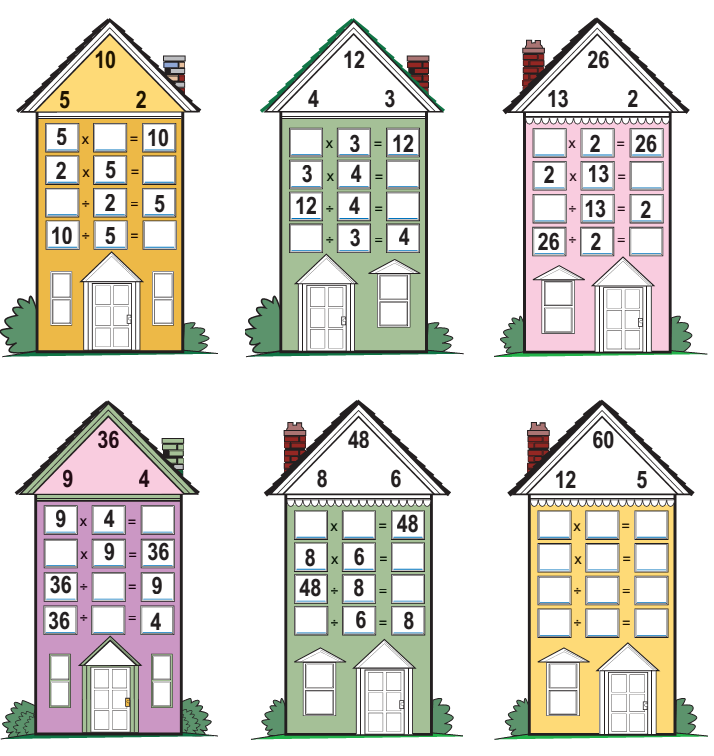 10
5 2
5 x = 10
2 x 5 =
÷ 2 = 5
10 ÷ 5 =
12
4 3
x 3 = 12
3 x 4 =
12 ÷ 4 =
÷ 3 = 4
26
13 2
x 2 = 26
2 x 13 =
÷ 13 = 2
26 ÷ 2 =
36
9 4
9 x 4 =
x 9 = 36
36 ÷ = 9
36 ÷ = 4
48
8 6
x = 48
8 x 6 =
48 ÷ 8 =
÷ 6 = 8
60
12 5
x =
x =
÷ =
÷ =